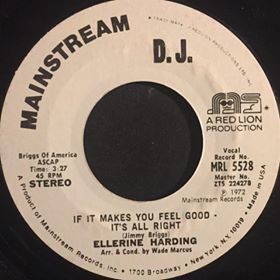 MAINSTREAM
D.J.
A RED LION
PRODUCTION
Briggs Of America
ASCAP
Time: 3:27
45 RPM
STEREO
Vocal
Record No.
MRL 5528
Master No.
ZTS 224278
℗ 1972
Mainstream Records
IF IT MAKES YOU FEEL GOOD -
IT'S ALL RIGHT
(Jimmy Briggs)
ELLERINE HARDING
Arr. & Cond. by Wade Marcus
A Product of Mainstream Records, Inc. • 1700 Broadway • New York, N.Y. 10019
Made in USA